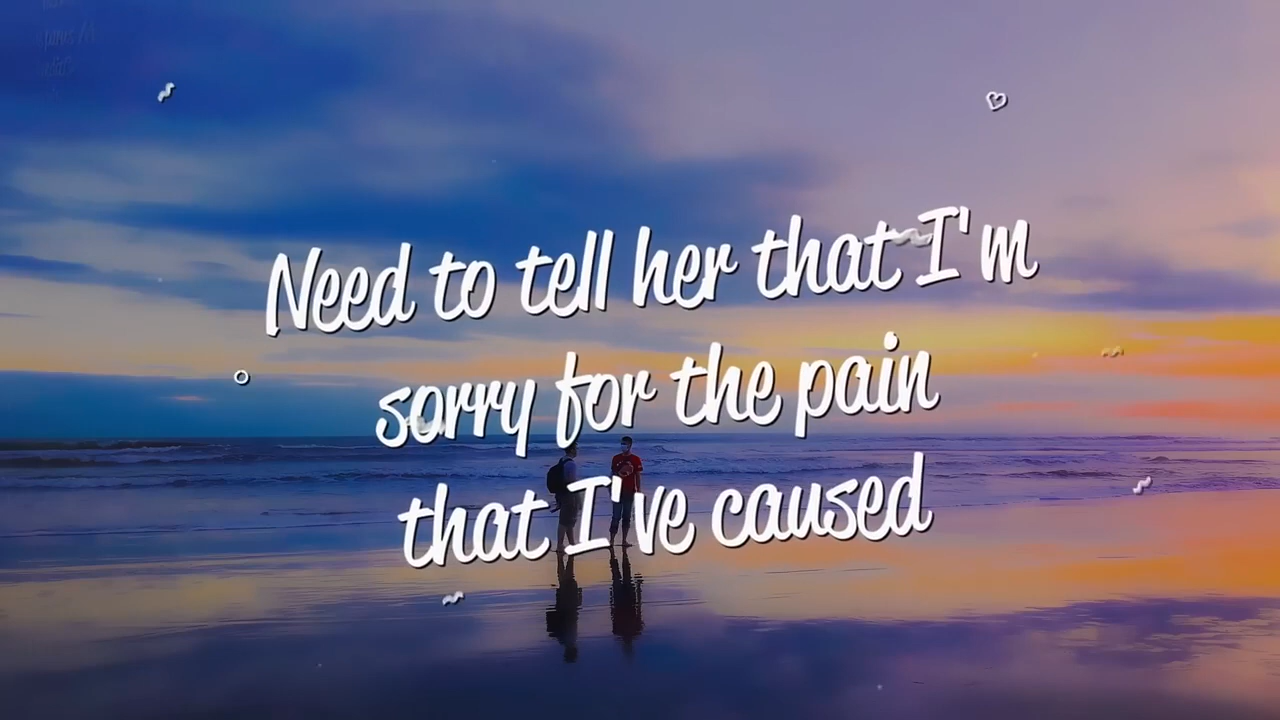 Need to tell her that I'm
sorry for the pain
that I've caused